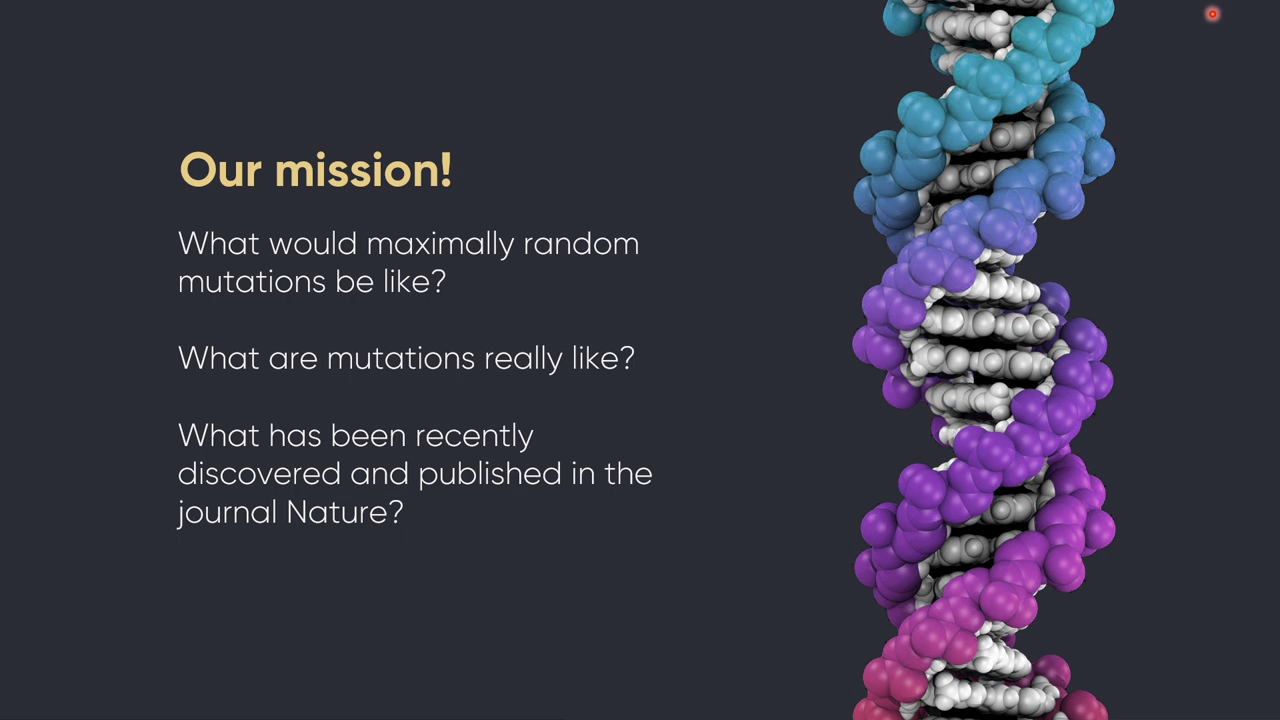 Our mission!
What would maximally random
mutations be like?
What are mutations really like?
What has been recently
discovered and published in the
journal Nature?